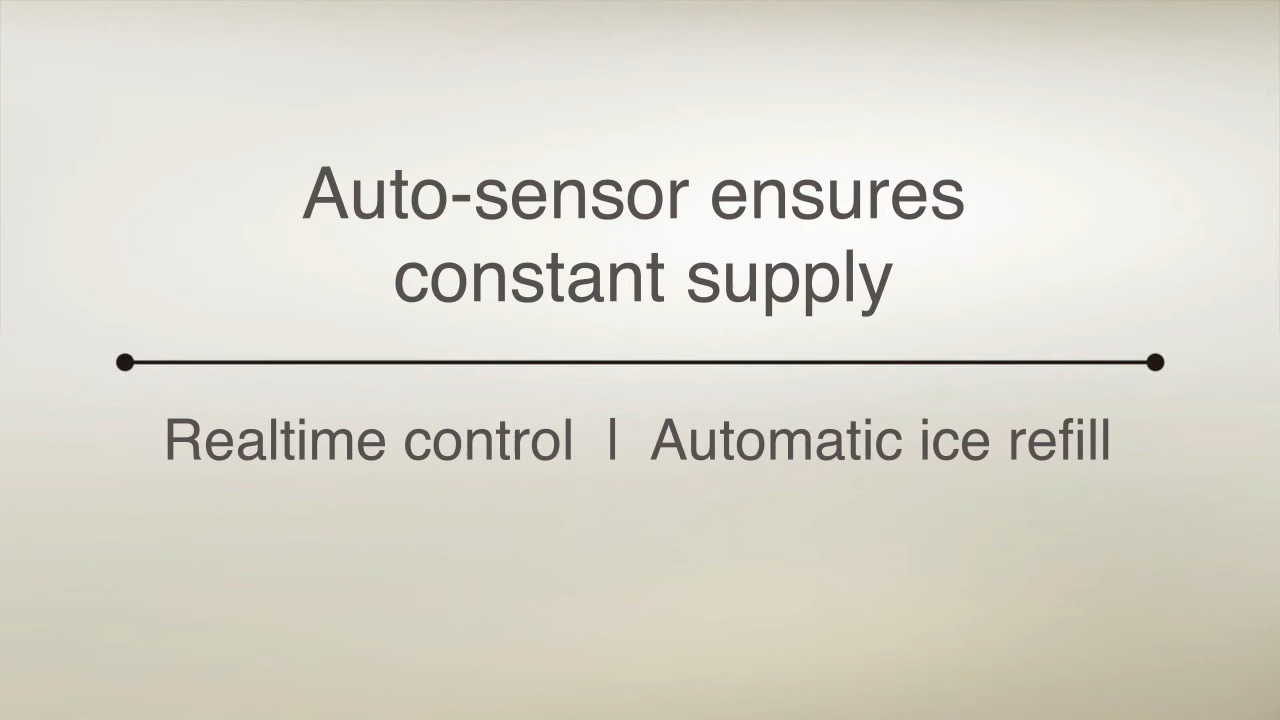 Auto-sensor ensures
constant supply
Realtime control | Automatic ice refill